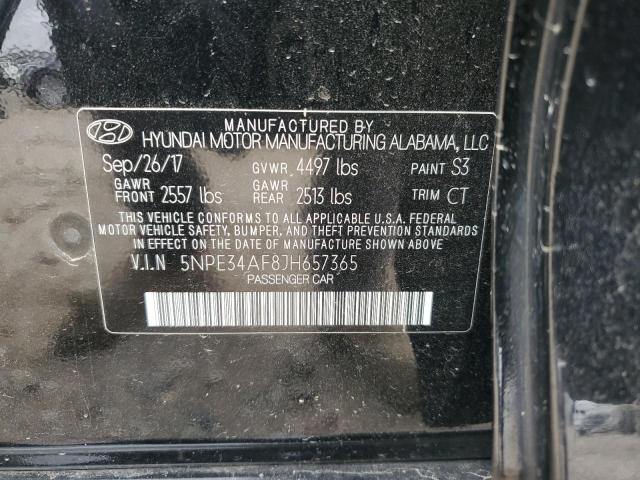 MANUFACTURED BY
HYUNDAI MOTOR MANUFACTURING ALABAMA, LLC
Sep/26/17 GVWR 4497 lbs PAINT S3
GAWR FRONT 2557 lbs GAWR REAR 2513 lbs TRIM CT
THIS VEHICLE CONFORMS TO ALL APPLICABLE U.S.A. FEDERAL
MOTOR VEHICLE SAFETY, BUMPER, AND THEFT PREVENTION STANDARDS
IN EFFECT ON THE DATE OF MANUFACTURE SHOWN ABOVE
V.I.N 5NPE34AF8JH657365
PASSENGER CAR